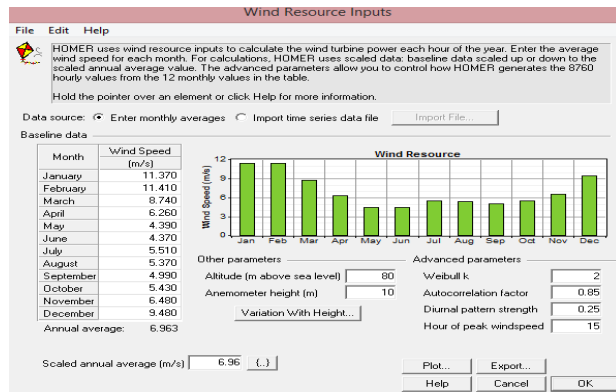 Wind Resource Inputs
File Edit Help
HOMER uses wind resource inputs to calculate the wind turbine power each hour of the year. Enter the average
wind speed for each month. For calculations, HOMER uses scaled data: baseline data scaled up or down to the
scaled annual average value. The advanced parameters allow you to control how HOMER generates the 8760
hourly values from the 12 monthly values in the table.
Hold the pointer over an element or click Help for more information.
Data source: Enter monthly averages Import time series data file Import File...
Baseline data
Month Wind Speed
(m/s)
January 11.370
February 11.410
March 8.740
April 6.260
May 4.390
June 4.370
July 5.510
August 5.370
September 4.990
October 5.430
November 6.480
December 9.480
Annual average: 6.963
Wind Resource
Wind Speed (m/s)
12
9
6
3
0
Jan Feb Mar Apr May Jun Jul Aug Sep Oct Nov Dec
Other parameters
Altitude (m above sea level) 80
Anemometer height (m) 10
Variation With Height...
Advanced parameters
Weibull k 2
Autocorrelation factor 0.85
Diurnal pattern strength 0.25
Hour of peak windspeed 15
Scaled annual average (m/s) 6.96 {..}
Plot... Export...
Help Cancel OK